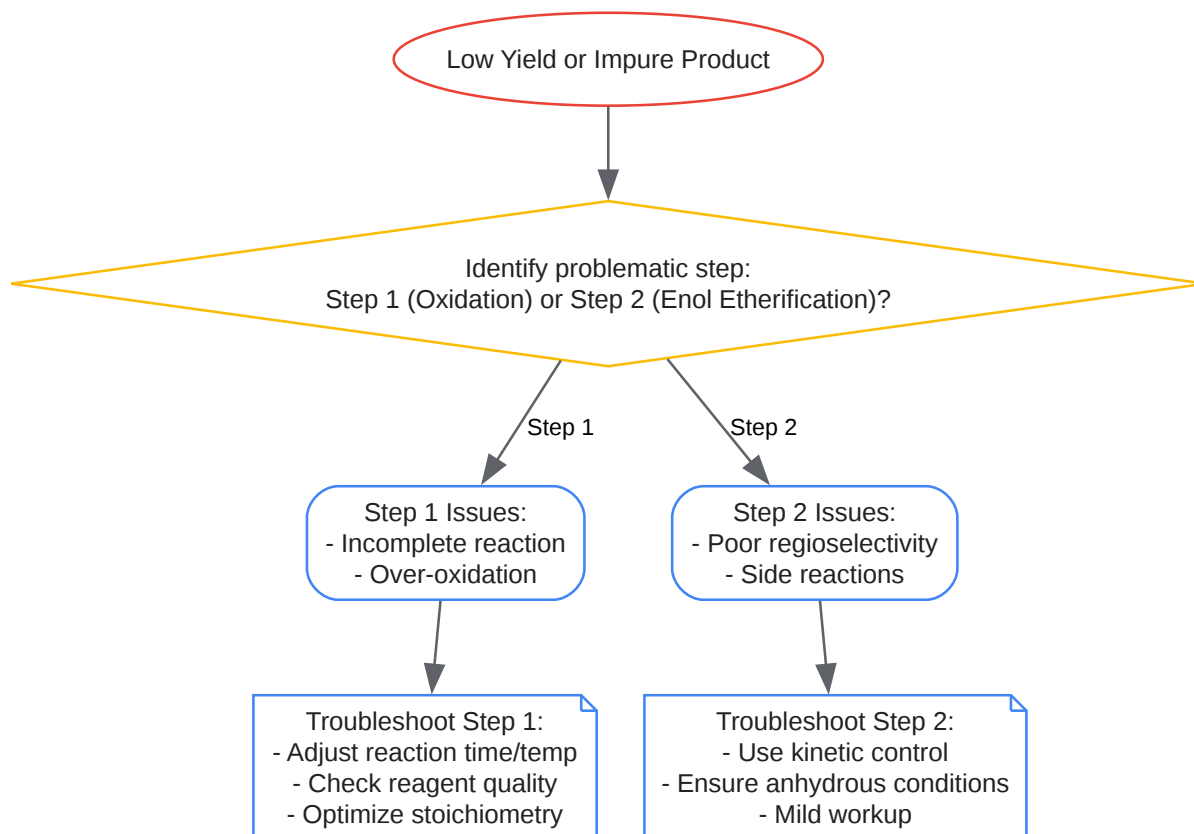 Low Yield or Impure Product
Identify problematic step:
Step 1 (Oxidation) or Step 2 (Enol Etherification)?
Step 1
Step 2
Step 1 Issues:
- Incomplete reaction
- Over-oxidation
Step 2 Issues:
- Poor regioselectivity
- Side reactions
Troubleshoot Step 1:
- Adjust reaction time/temp
- Check reagent quality
- Optimize stoichiometry
Troubleshoot Step 2:
- Use kinetic control
- Ensure anhydrous conditions
- Mild workup